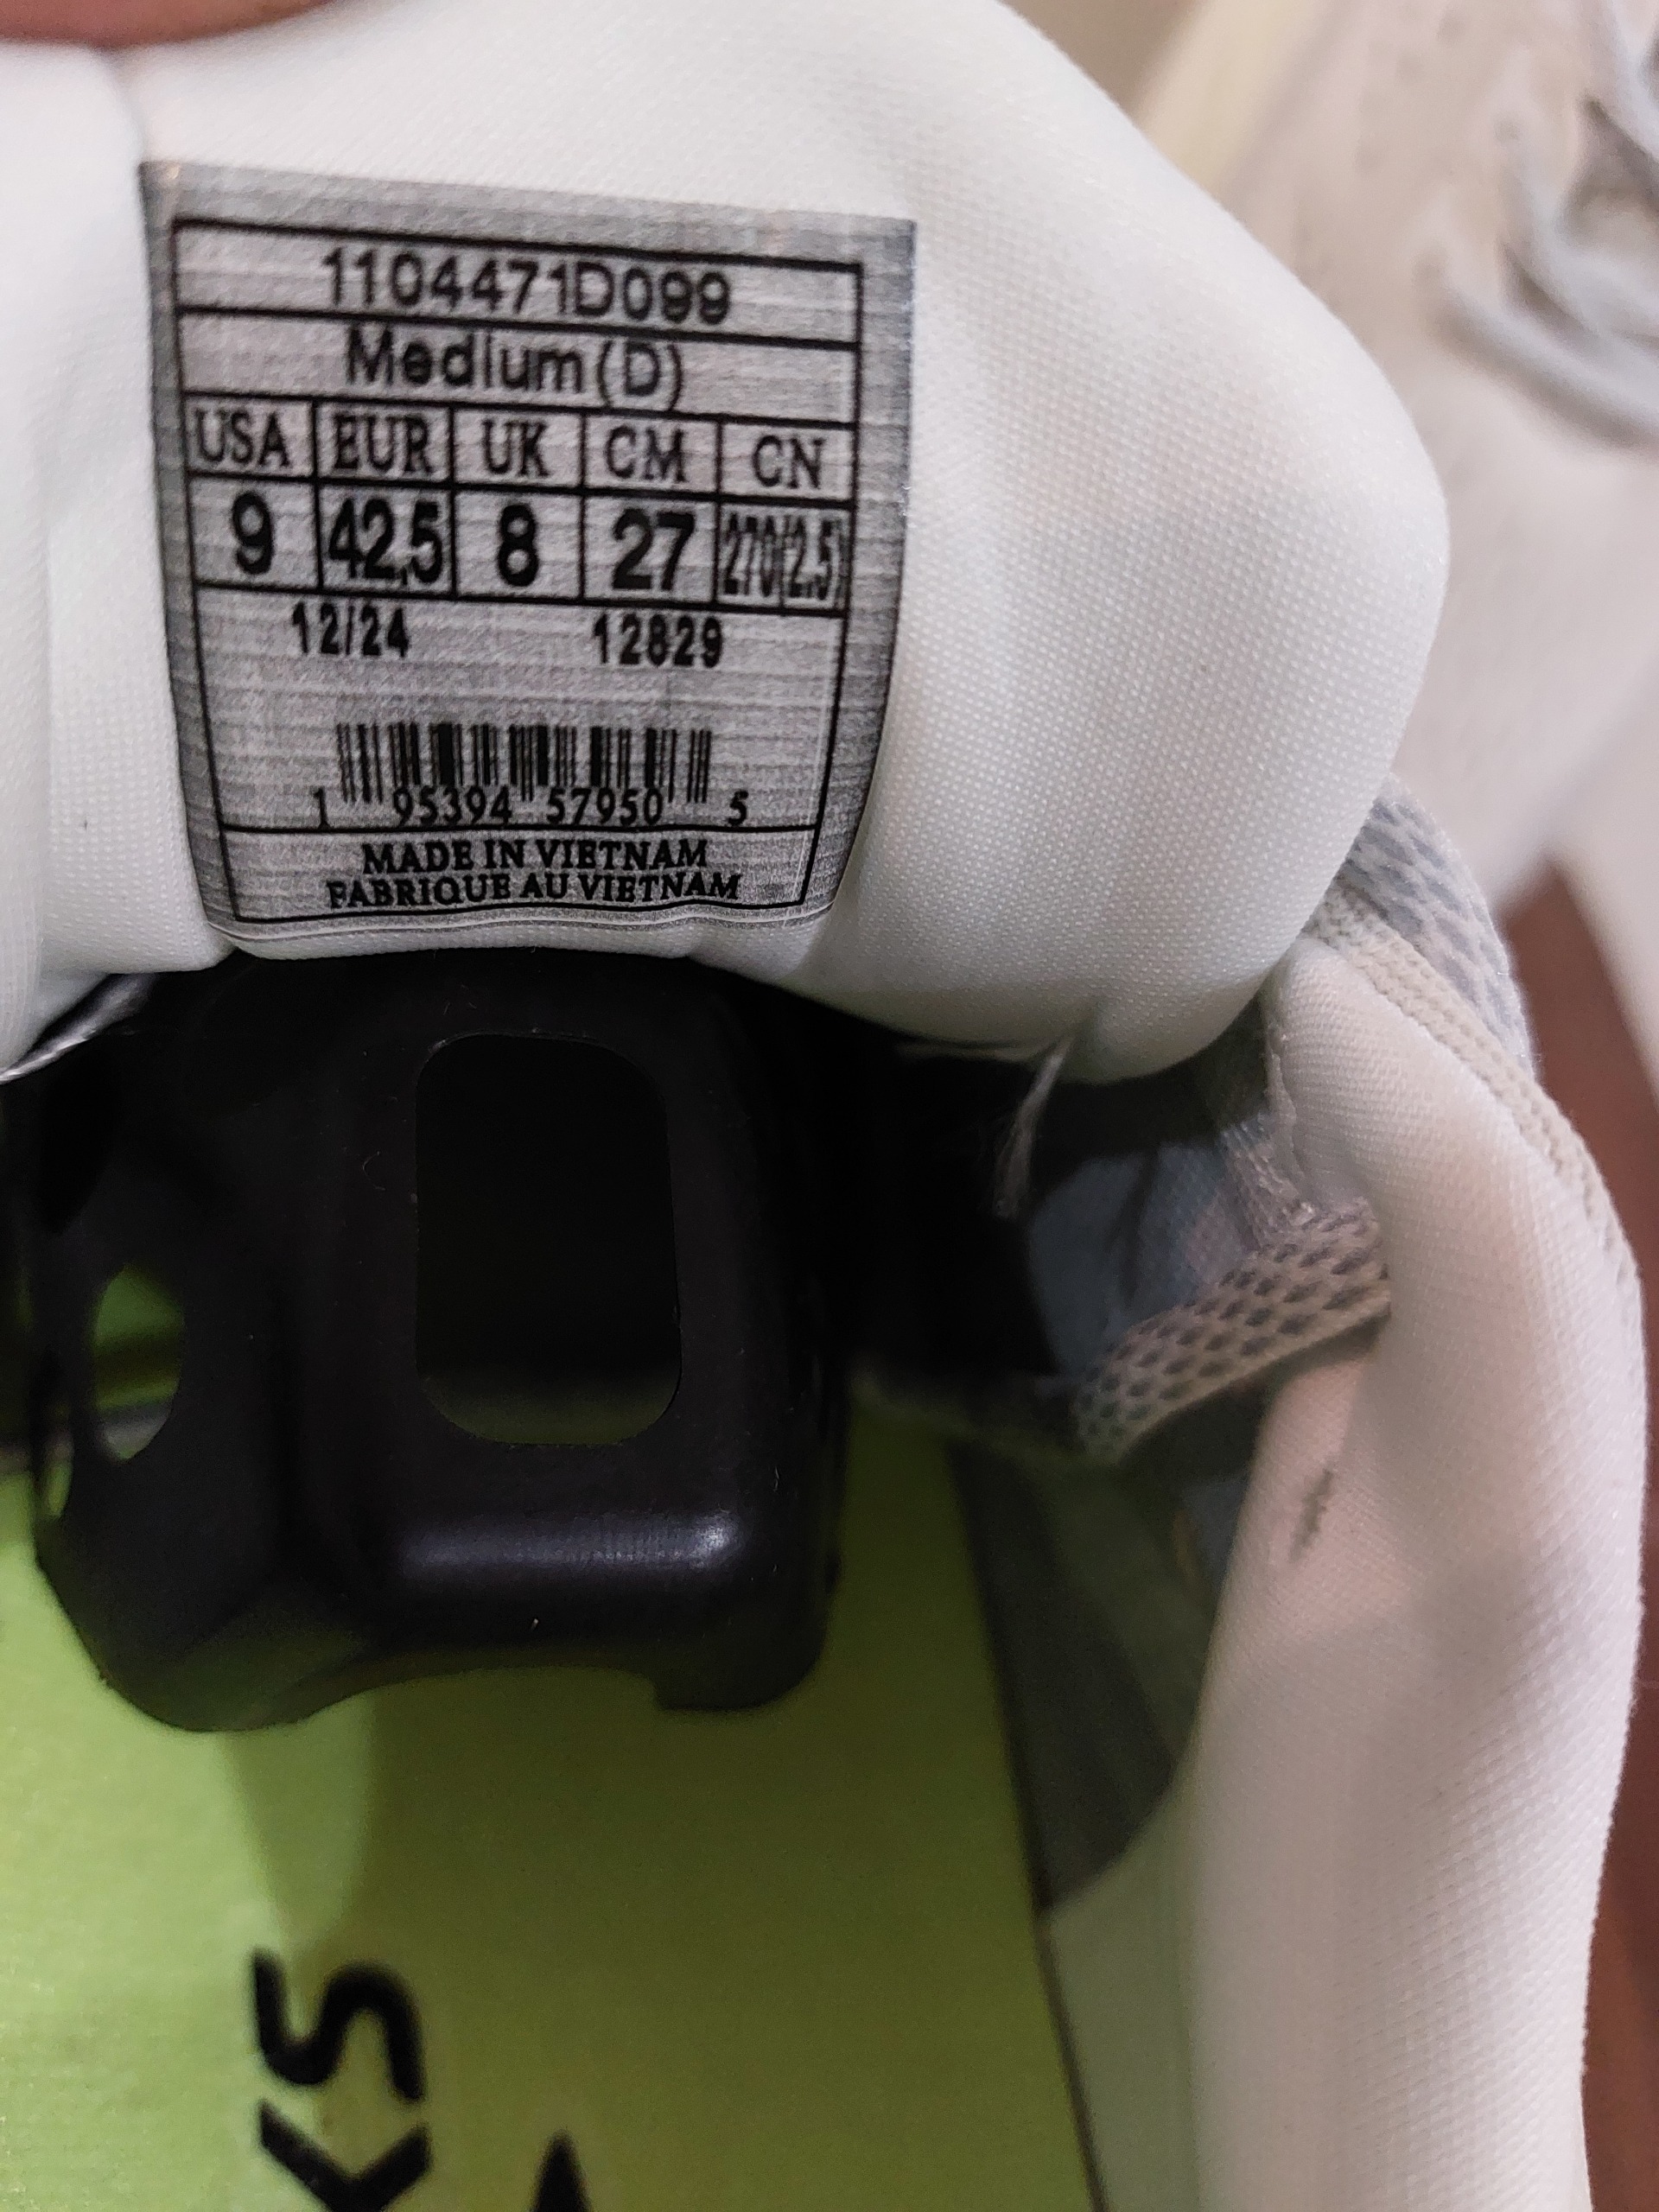 1104471D099
Medium(D)
USA EUR UK CM CN
9 42.5 8 27 270(2.5)
12/24 12829
1 95394 57950 5
MADE IN VIETNAM
FABRIQUE AU VIETNAM
KS